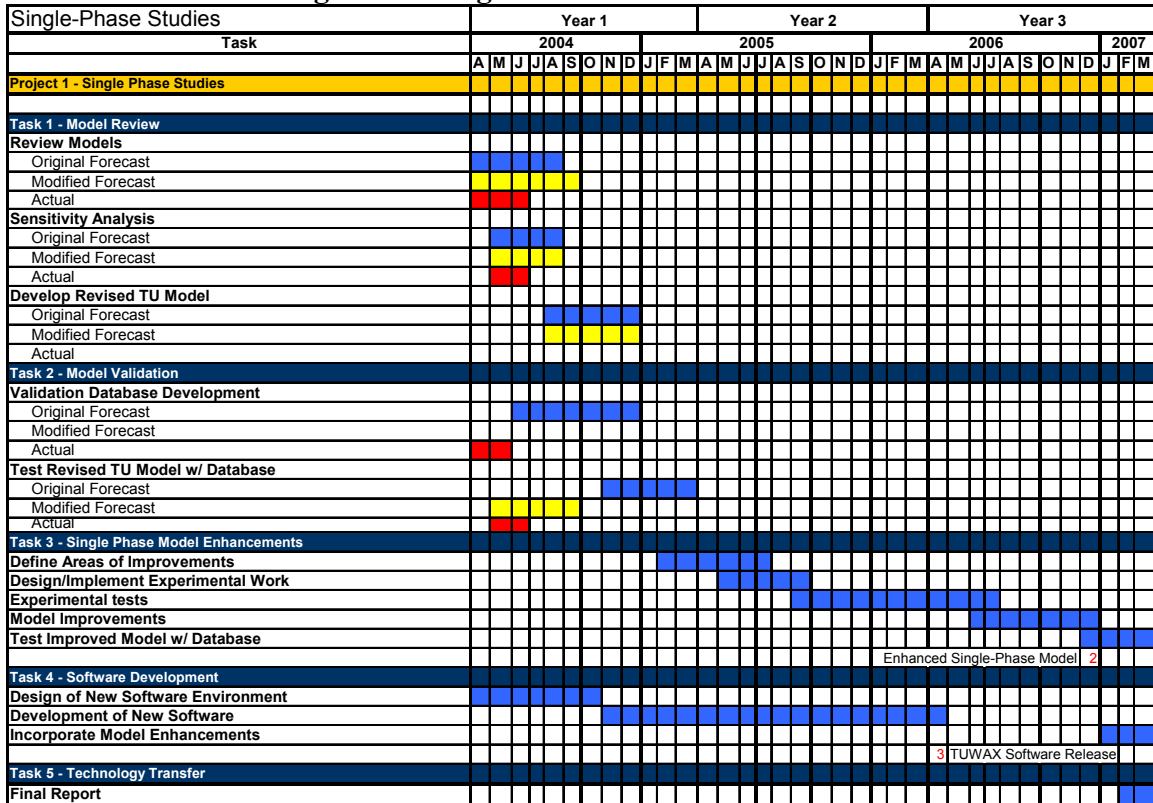 Single-Phase Studies Year 1 Year 2 Year 3
Task 2004 2005 2006 2007
A M J J A S O N D J F M A M J J A S O N D J F M A M J J A S O N D J F M
Project 1 - Single Phase Studies
Task 1 - Model Review
Review Models
Original Forecast
Modified Forecast
Actual
Sensitivity Analysis
Original Forecast
Modified Forecast
Actual
Develop Revised TU Model
Original Forecast
Modified Forecast
Actual
Task 2 - Model Validation
Validation Database Development
Original Forecast
Modified Forecast
Actual
Test Revised TU Model w/ Database
Original Forecast
Modified Forecast
Actual
Task 3 - Single Phase Model Enhancements
Define Areas of Improvements
Design/Implement Experimental Work
Experimental tests
Model Improvements
Test Improved Model w/ Database
Enhanced Single-Phase Model 2
Task 4 - Software Development
Design of New Software Environment
Development of New Software
Incorporate Model Enhancements
3 TUWAX Software Release
Task 5 - Technology Transfer
Final Report